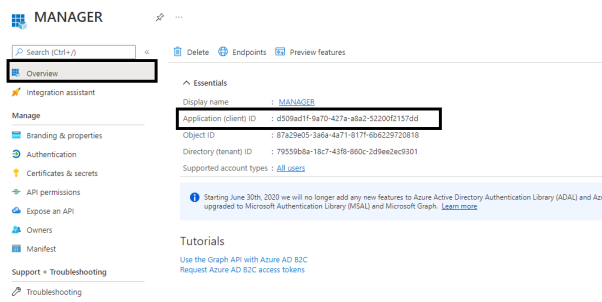 MANAGER
Search (Ctrl+/)
«
Delete
Endpoints
Preview features
Overview
Integration assistant
Manage
Branding & properties
Authentication
Certificates & secrets
API permissions
Expose an API
Owners
Manifest
Support + Troubleshooting
Troubleshooting
Essentials
Display name : MANAGER
Application (client) ID : d509ad1f-9a70-427a-a8a2-52200f2157dd
Object ID : 87a29e05-3a6a-4a71-817f-6b6229720818
Directory (tenant) ID : 79559b8a-18c7-43f8-860c-2d9ee2ec9301
Supported account types : All users
Starting June 30th, 2020 we will no longer add any new features to Azure Active Directory Authentication Library (ADAL) and Az
upgraded to Microsoft Authentication Library (MSAL) and Microsoft Graph. Learn more
Tutorials
Use the Graph API with Azure AD B2C
Request Azure AD B2C access tokens